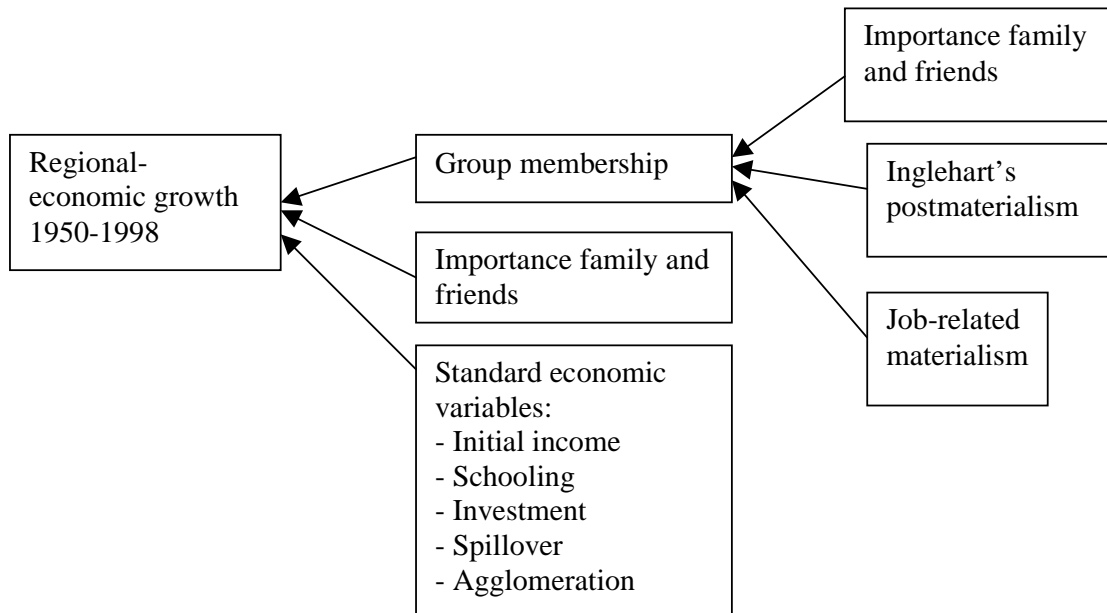 Regional-
economic growth
1950-1998
Group membership
Importance family and
friends
Standard economic
variables:
- Initial income
- Schooling
- Investment
- Spillover
- Agglomeration
Importance family
and friends
Inglehart’s
postmaterialism
Job-related
materialism